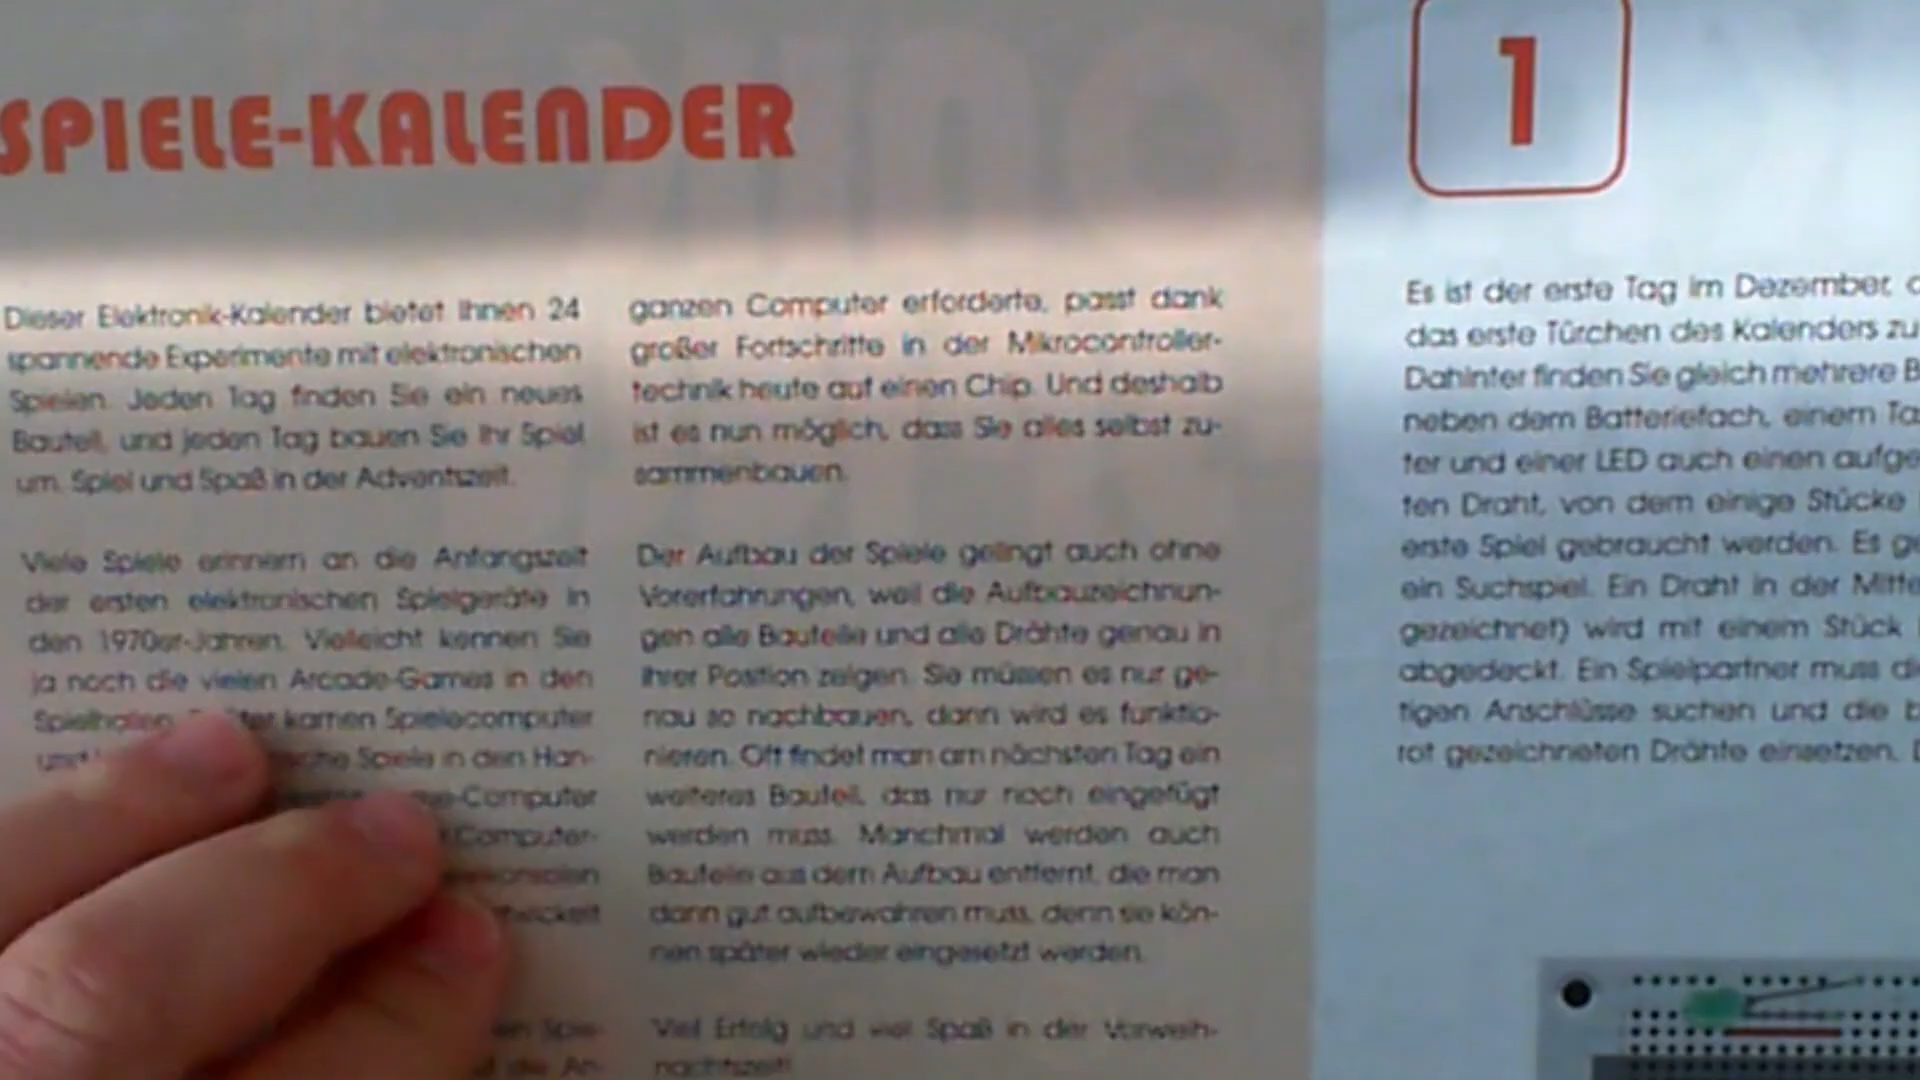 SPIELE-KALENDER
Dieser Elektronik-Kalender bietet Ihnen 24
spannende Experimente mit elektronischen
Spielen. Jeden Tag finden Sie ein neues
Bauteil, und jeden Tag bauen Sie Ihr Spiel
um. Spiel und Spaß in der Adventszeit.
Viele Spiele erinnern an die Anfangszeit
der ersten elektronischen Spielgeräte in
den 1970er-Jahren. Vielleicht kennen Sie
ja noch die vielen Arcade-Games in den
Spielhallen. kamen Spielecomputer
und Spiele in den Han-
-Computer
Computer-
ganzen Computer erforderte, passt dank
großer Fortschritte in der Mikrocontroller-
technik heute auf einen Chip. Und deshalb
ist es nun möglich, dass Sie alles selbst zu-
sammenbauen.
Der Aufbau der Spiele gelingt auch ohne
Vorerfahrungen, weil die Aufbauzeichnun-
gen alle Bauteile und alle Drähte genau in
ihrer Position zeigen. Sie müssen es nur ge-
nau so nachbauen, dann wird es funktio-
nieren. Oft findet man am nächsten Tag ein
weiteres Bauteil, das nur noch eingefügt
werden muss. Manchmal werden auch
Bauteile aus dem Aufbau entfernt, die man
dann gut aufbewahren muss, denn sie kön-
nen später wieder eingesetzt werden.
Viel Erfolg und viel Spaß in der Vorweih-
nachtszeit!
1
Es ist der erste Tag im Dezember,
das erste Türchen des Kalenders zu
Dahinter finden Sie gleich mehrere B
neben dem Batteriefach, einem Tas
ter und einer LED auch einen aufge
ten Draht, von dem einige Stücke
erste Spiel gebraucht werden. Es ge
ein Suchspiel. Ein Draht in der Mitte
gezeichnet) wird mit einem Stück
abgedeckt. Ein Spielpartner muss di
tigen Anschlüsse suchen und die b
rot gezeichneten Drähte einsetzen. D